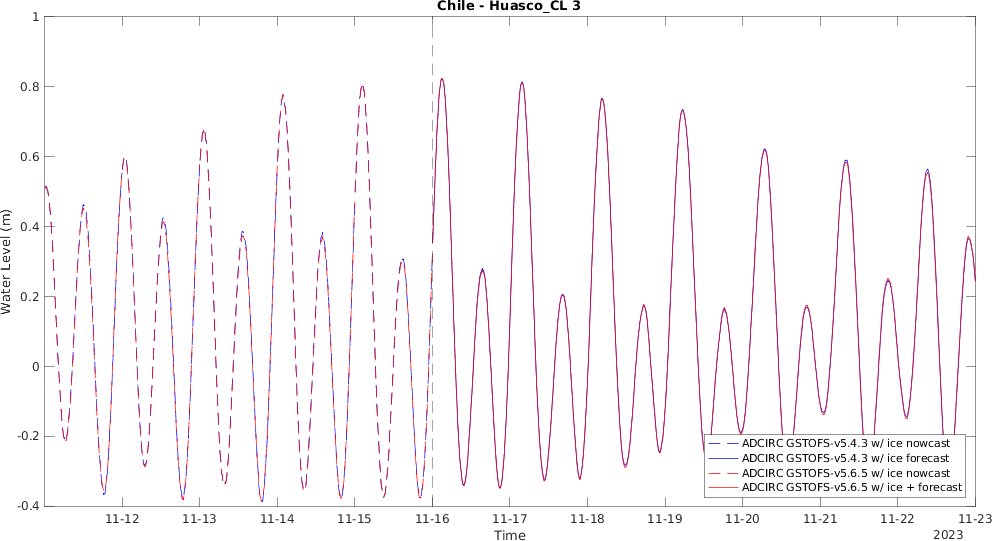 Chile - Huasco_CL 3
1
0.8
0.6
0.4
0.2
0
-0.2
-0.4
Water Level (m)
ADCIRC GSTOFS-v5.4.3 w/ ice nowcast
ADCIRC GSTOFS-v5.4.3 w/ ice forecast
ADCIRC GSTOFS-v5.6.5 w/ ice nowcast
ADCIRC GSTOFS-v5.6.5 w/ ice + forecast
11-12 11-13 11-14 11-15 11-16 11-17 11-18 11-19 11-20 11-21 11-22 11-23
Time
2023